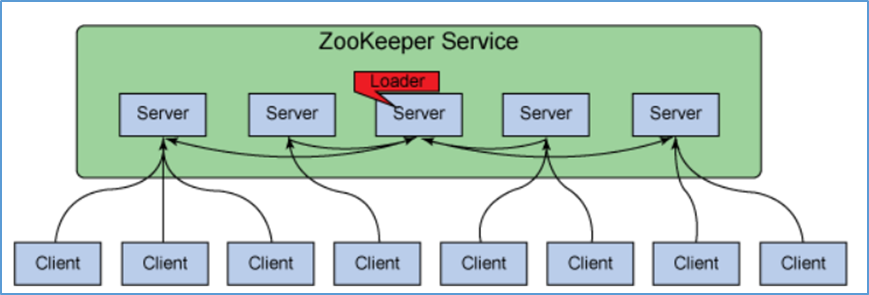 ZooKeeper Service
Loader
Server Server Server Server Server
Client Client Client Client Client Client Client Client